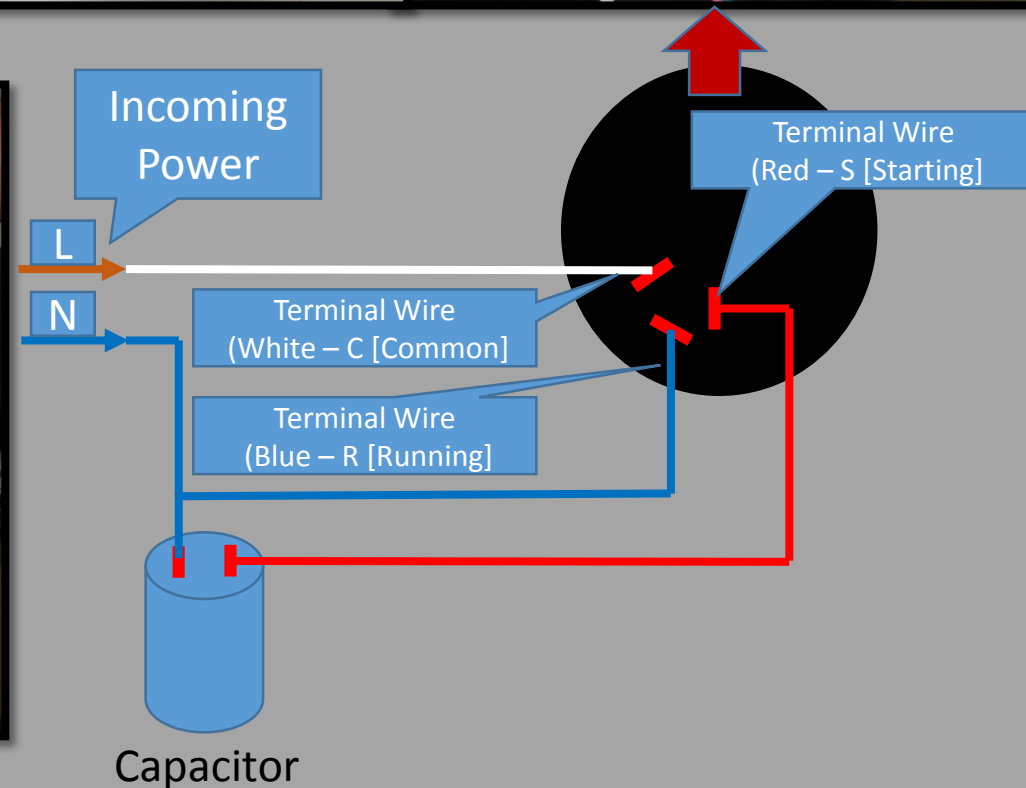 Incoming
Power
Terminal Wire
(Red – S [Starting]
L
N
Terminal Wire
(White – C [Common]
Terminal Wire
(Blue – R [Running]
Capacitor